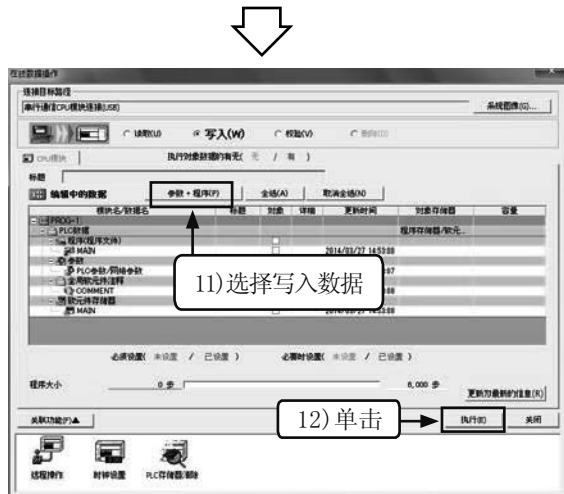 在线数据操作
连接目标路径
串行通信CPU模块连接(USB)
系统图像(G)...
读取(U) 写入(W) 校验(V) 删除(D)
CPU模块 执行对象数据的有无( 无 / 有 )
标题
编辑中的数据 参数+程序(P) 全选(A) 取消全选(N)
模块名/数据名 标题 对象 详细 更新时间 对象存储器 容量
PROG-1
PLC数据 程序存储器/软元..
程序(程序文件)
MAIN 2014/03/27 14:53:08
参数
PLC参数/网络参数
全局软元件注释
COMMENT
软元件存储器
MAIN
11)选择写入数据
必须设置( 未设置 / 已设置 ) 必要时设置( 未设置 / 已设置 )
程序大小 0 步 8,000 步 更新为最新的信息(R)
12)单击
关联功能(F)▲ 执行(E) 关闭
远程操作 时钟设置 PLC存储器清除